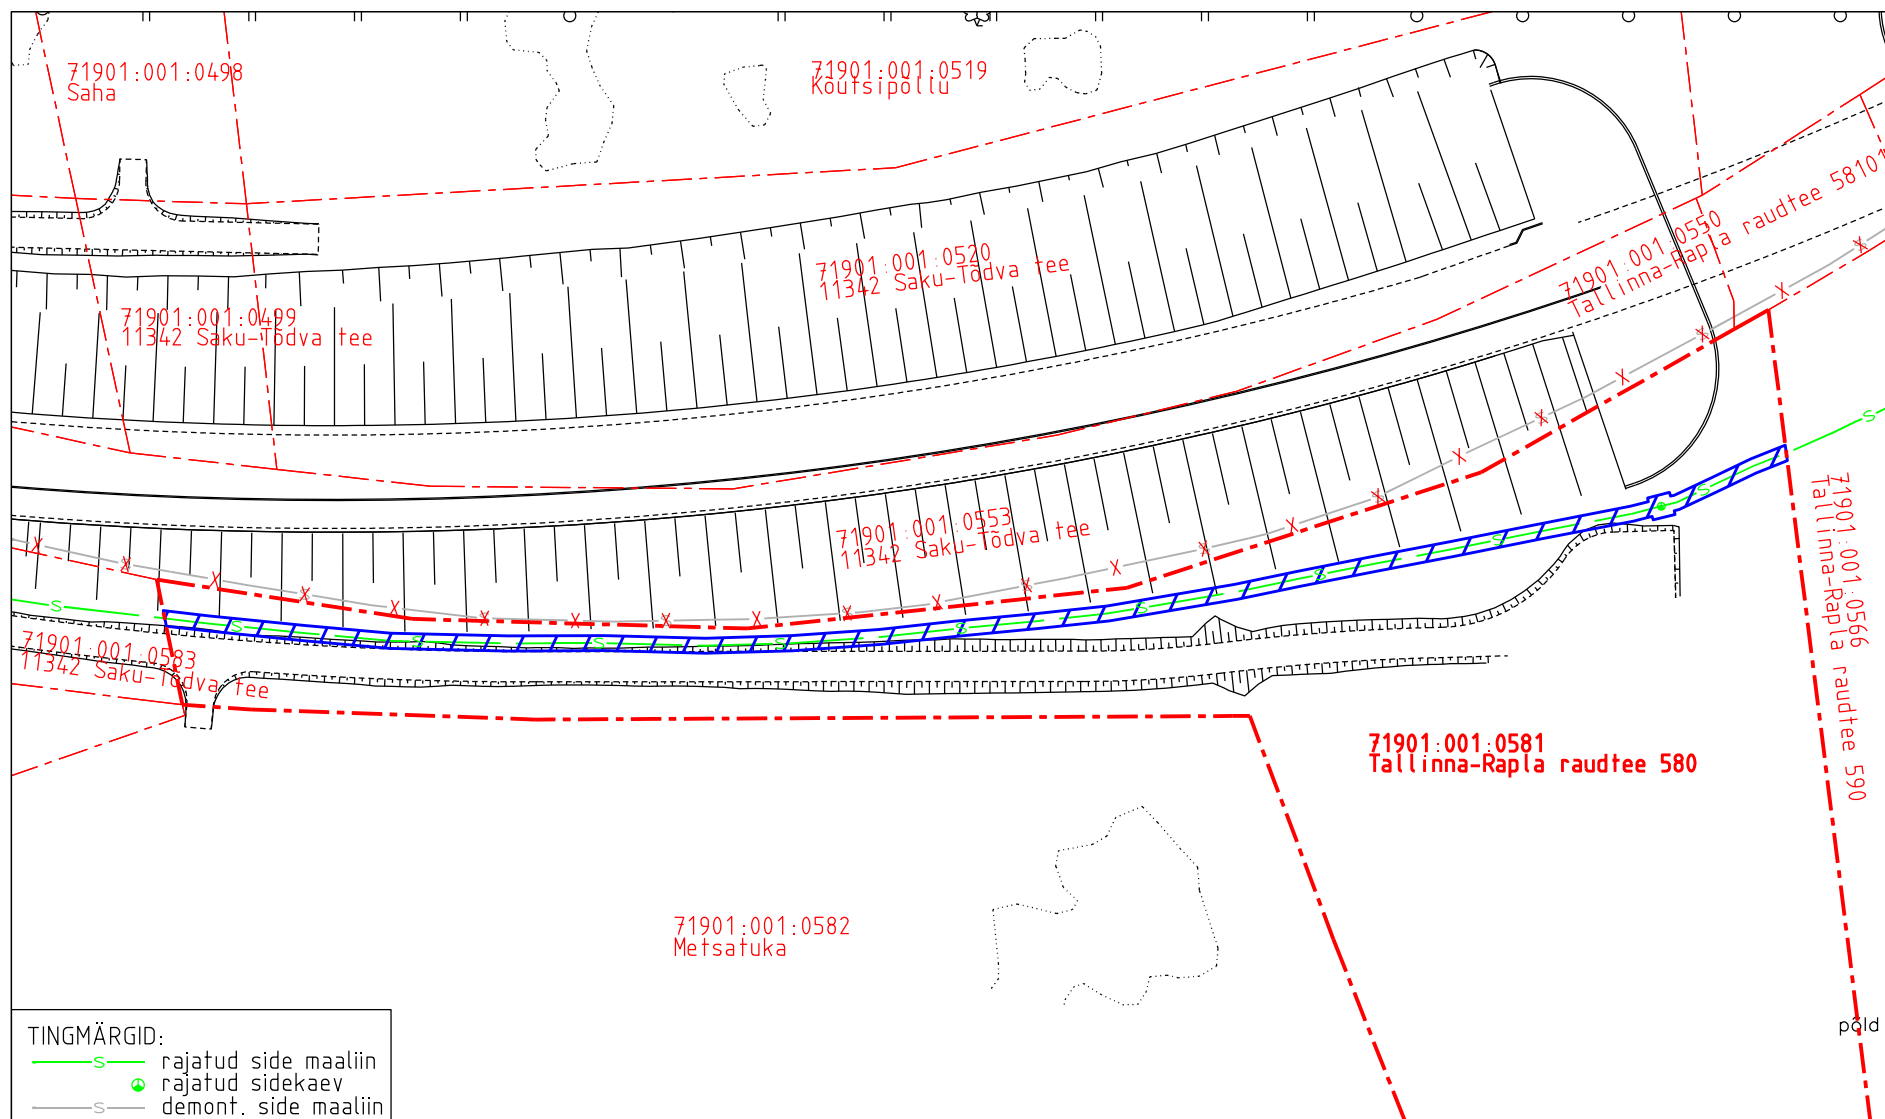 71901:001:0498
Saha
71901:001:0519
Kõutsipõllu
71901:001:0520
11342 Saku-Tõdva tee
71901:001:0550
Tallinna-Rapla raudtee 58101
71901:001:0499
11342 Saku-Tõdva tee
71901:001:0553
11342 Saku-Tõdva tee
71901:001:0566
Tallinna-Rapla raudtee 590
71901:001:0583
11342 Saku-Tõdva tee
71901:001:0581
Tallinna-Rapla raudtee 580
71901:001:0582
Metsatuka
põld
TINGMÄRGID:
S rajatud side maaliin
rajatud sidekaev
S demont. side maaliin